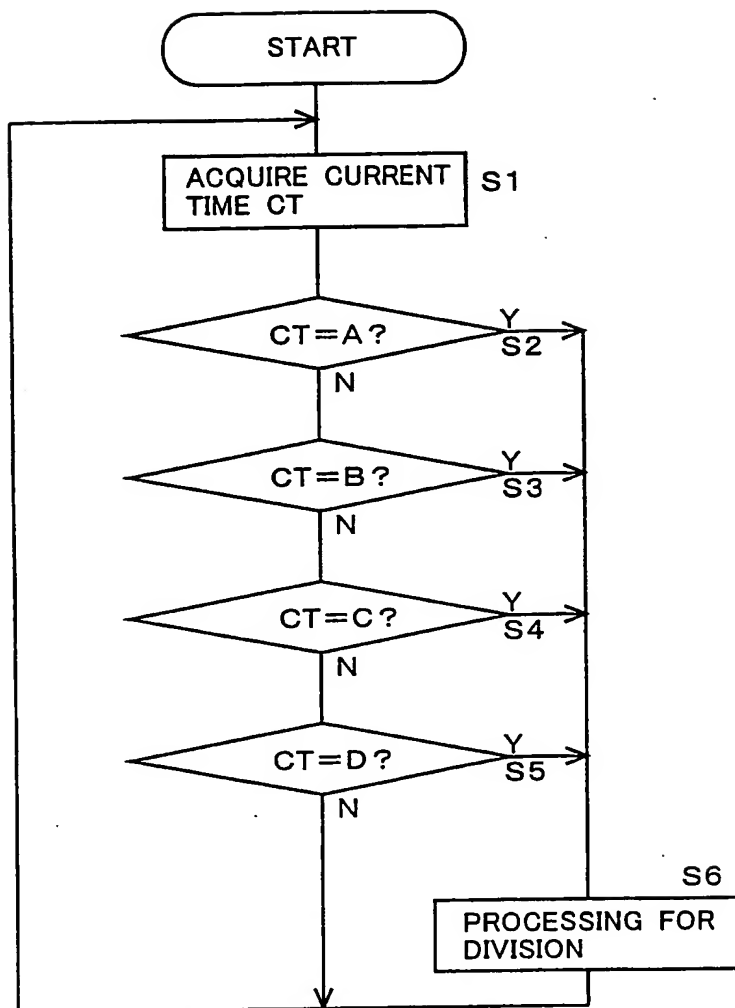 START
ACQUIRE CURRENT
TIME CT
S1
CT=A?
Y
S2
N
CT=B?
Y
S3
N
CT=C?
Y
S4
N
CT=D?
Y
S5
N
S6
PROCESSING FOR
DIVISION